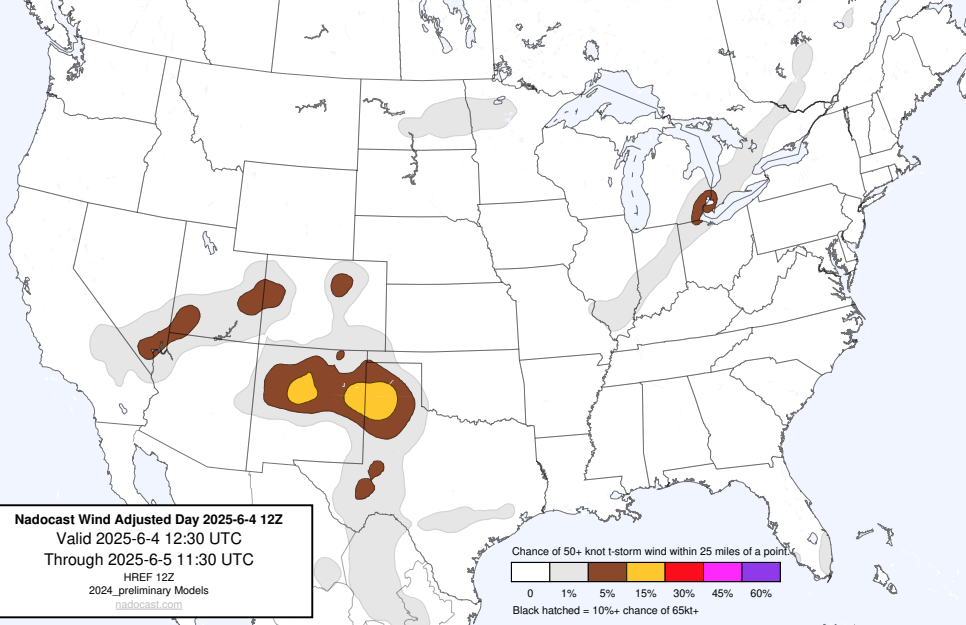 Nadocast Wind Adjusted Day 2025-6-4 12Z
Valid 2025-6-4 12:30 UTC
Through 2025-6-5 11:30 UTC
HREF 12Z
2024_preliminary Models
nadocast.com
Chance of 50+ knot t-storm wind within 25 miles of a point.
0 1% 5% 15% 30% 45% 60%
Black hatched = 10%+ chance of 65kt+